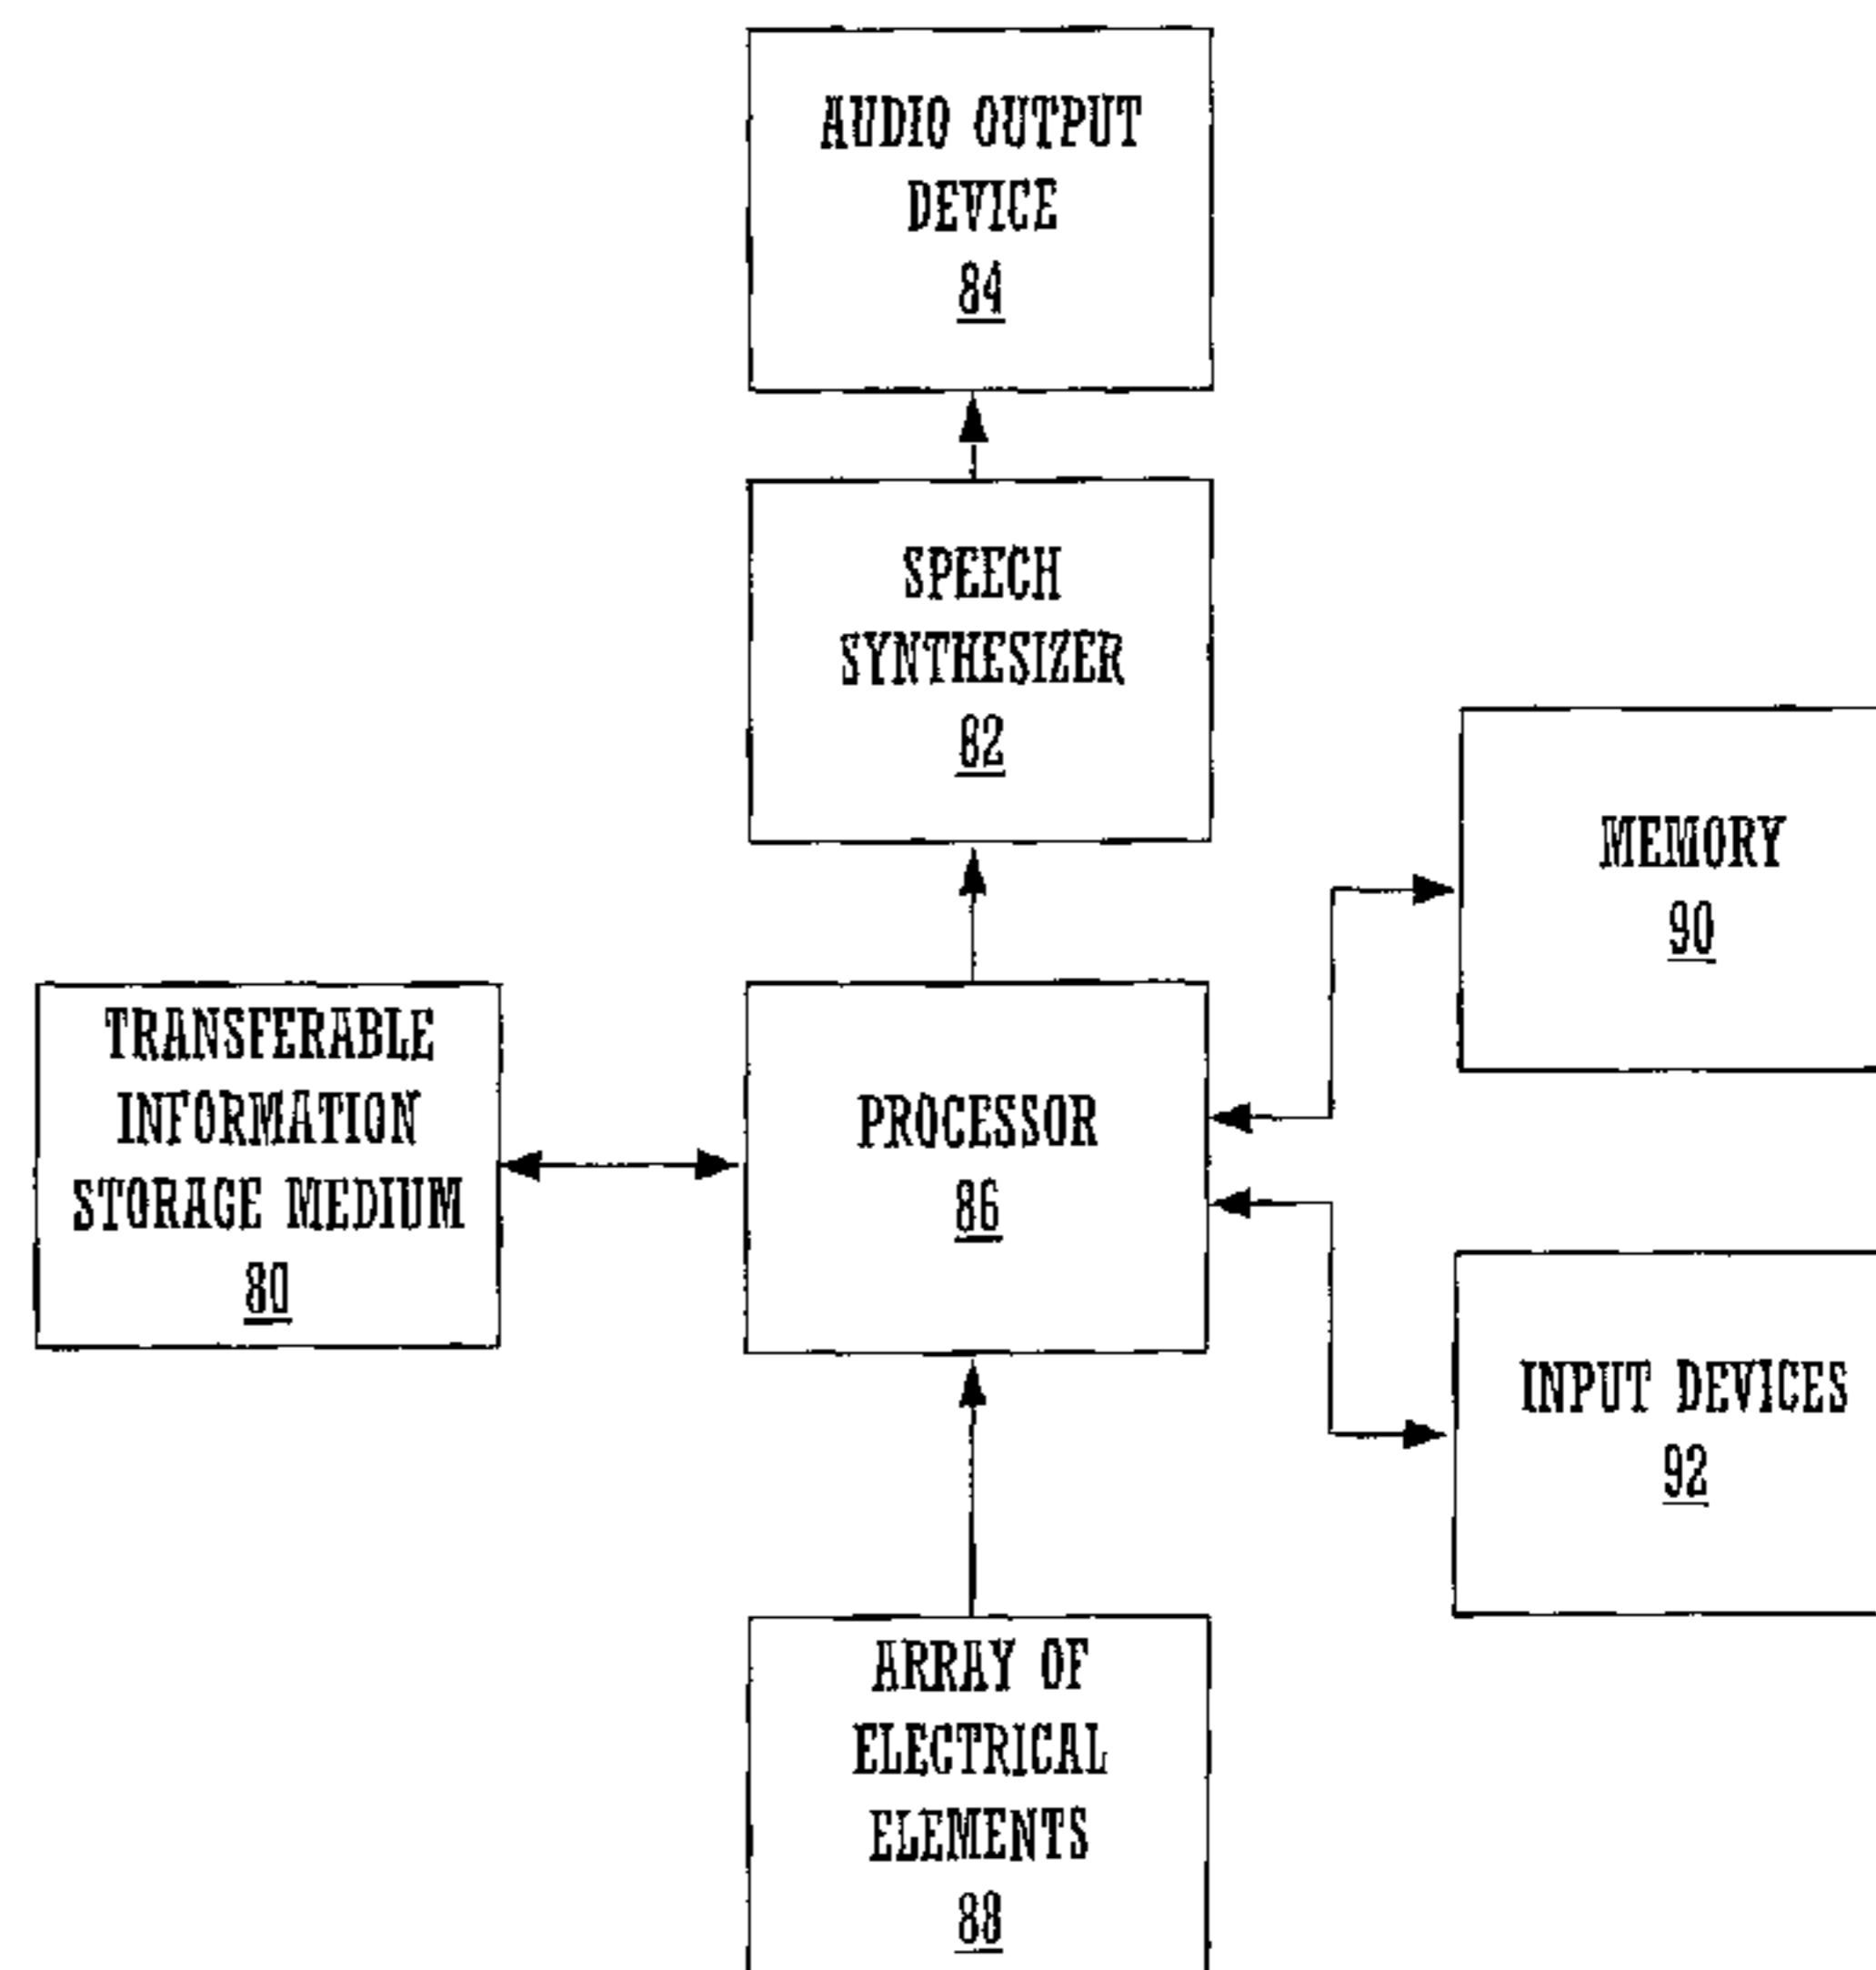 AUDIO OUTPUT
DEVICE
84
SPEECH
SYNTHESIZER
82
MEMORY
90
TRANSFERABLE
INFORMATION
STORAGE MEDIUM
80
PROCESSOR
86
INPUT DEVICES
92
ARRAY OF
ELECTRICAL
ELEMENTS
88